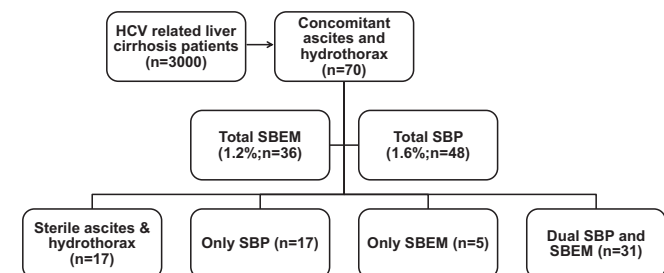 HCV related liver
cirrhosis patients
(n=3000)
Concomitant
ascites and
hydrothorax
(n=70)
Total SBEM
(1.2%;n=36)
Total SBP
(1.6%;n=48)
Sterile ascites &
hydrothorax
(n=17)
Only SBP (n=17)
Only SBEM (n=5)
Dual SBP and
SBEM (n=31)